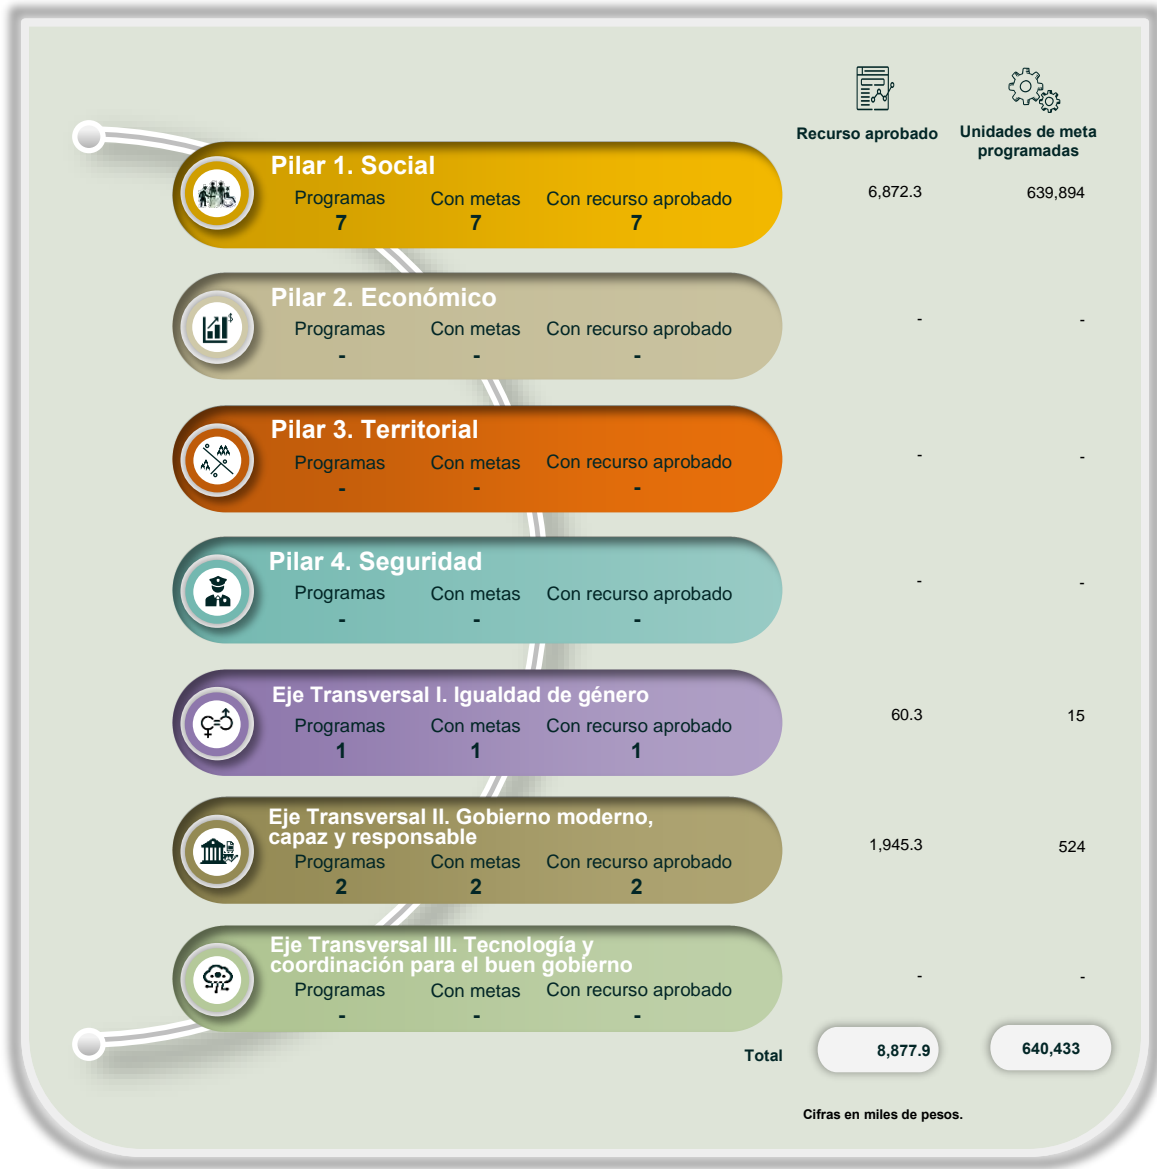 Recurso aprobado
Unidades de meta
programadas
Pilar 1. Social
Programas Con metas Con recurso aprobado
7 7 7
6,872.3 639,894
Pilar 2. Económico
Programas Con metas Con recurso aprobado
- - -
- -
Pilar 3. Territorial
Programas Con metas Con recurso aprobado
- - -
- -
Pilar 4. Seguridad
Programas Con metas Con recurso aprobado
- - -
- -
Eje Transversal I. Igualdad de género
Programas Con metas Con recurso aprobado
1 1 1
60.3 15
Eje Transversal II. Gobierno moderno,
capaz y responsable
Programas Con metas Con recurso aprobado
2 2 2
1,945.3 524
Eje Transversal III. Tecnología y
coordinación para el buen gobierno
Programas Con metas Con recurso aprobado
- - -
- -
Total 8,877.9 640,433
Cifras en miles de pesos.